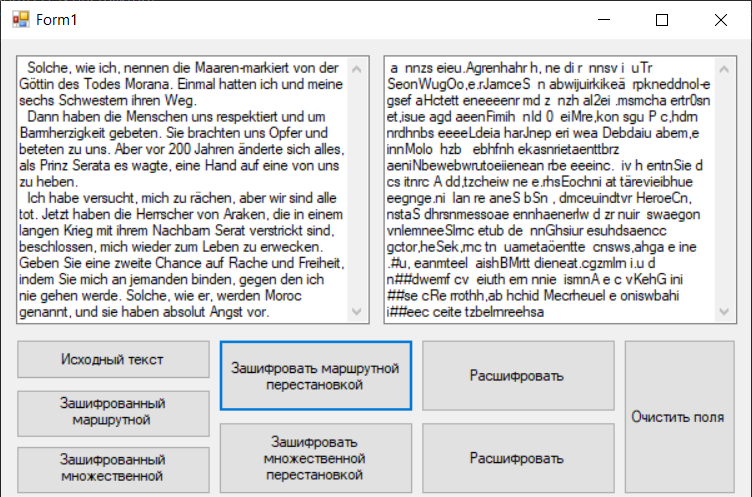 Form1
Solche, wie ich, nennen die Maaren-markiert von der
Göttin des Todes Morana. Einmal hatten ich und meine
sechs Schwestern ihren Weg.
Dann haben die Menschen uns respektiert und um
Barmherzigkeit gebeten. Sie brachten uns Opfer und
beteten zu uns. Aber vor 200 Jahren änderte sich alles,
als Prinz Serata es wagte, eine Hand auf eine von uns
zu heben.
Ich habe versucht, mich zu rächen, aber wir sind alle
tot. Jetzt haben die Herrscher von Araken, die in einem
langen Krieg mit ihrem Nachbarn Serat verstrickt sind,
beschlossen, mich wieder zum Leben zu erwecken.
Geben Sie eine zweite Chance auf Rache und Freiheit,
indem Sie mich an jemanden binden, gegen den ich
nie gehen werde. Solche, wie er, werden Moroc
genannt, und sie haben absolut Angst vor.
a nnzs eieu.Agrenhahr h, ne di r nnsv i uTr
SeonWugOo,e.rJamceS n abwijuirkikeä rpkneddnol-e
gsef aHctett eneeeenr md z nzh al2ei .msmcha ertr0sn
et,isue agd aeenFimih nld 0 eiMre,kon sgu P c,hdm
nrdhnbs eeeeLdeia harJnep eri wea Debdaiu abem,e
innMolo hzb ebhfnh ekasnrietaenttbrz
aeniNbewebwrutoeiienean rbe eeeinc. iv h entnSie d
cs itnrc A dd,tzcheiw ne e.rhsEochni at tärevieibhue
eegnge.ni lan re aneS bSn , dmceuindtvr HeroeCn,
nstaS dhrsnmessoae ennhaenerlw d zr nuir swaegon
vnlemneeSlrnc etub de nnGhsiur esuhdsaencc
gctor,heSek,rnc tn uametaöentte cnsws,ahga e ine
.#u, eanmteel aishBMrtt dieneat.cgzmlrn i.u d
n##dwemf cv eiuth ern nnie ismnA e c vKehG ini
##se cRe rrothh,ab hchid Mecrheuel e oniswbahi
i##eec ceite tzbelmreehsa
Исходный текст
Зашифрованный
маршрутной
Зашифрованный
множественной
Зашифровать маршрутной
перестановкой
Зашифровать
множественной
перестановкой
Расшифровать
Расшифровать
Очистить поля